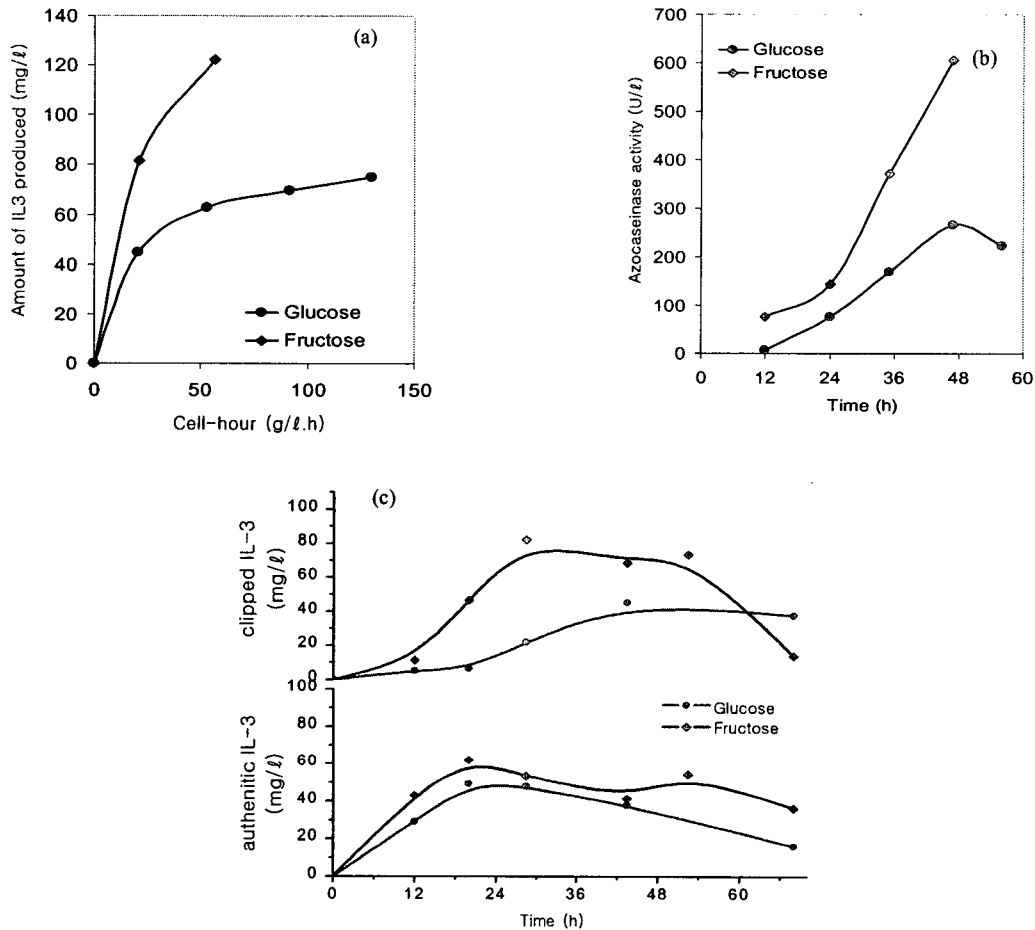 (a)
Amount of IL3 produced (mg/ℓ)
140
120
100
80
60
40
20
0
0 50 100 150
Glucose
Fructose
Cell-hour (g/ℓ.h)
(b)
Azocaseinase activity (U/ℓ)
700
600
500
400
300
200
100
0
0 12 24 36 48 60
Glucose
Fructose
Time (h)
(c)
clipped IL-3
(mg/ℓ)
100
80
60
40
20
0
authenitic IL-3
(mg/ℓ)
100
80
60
40
20
0
Glucose
Fructose
0 12 24 36 48 60
Time (h)